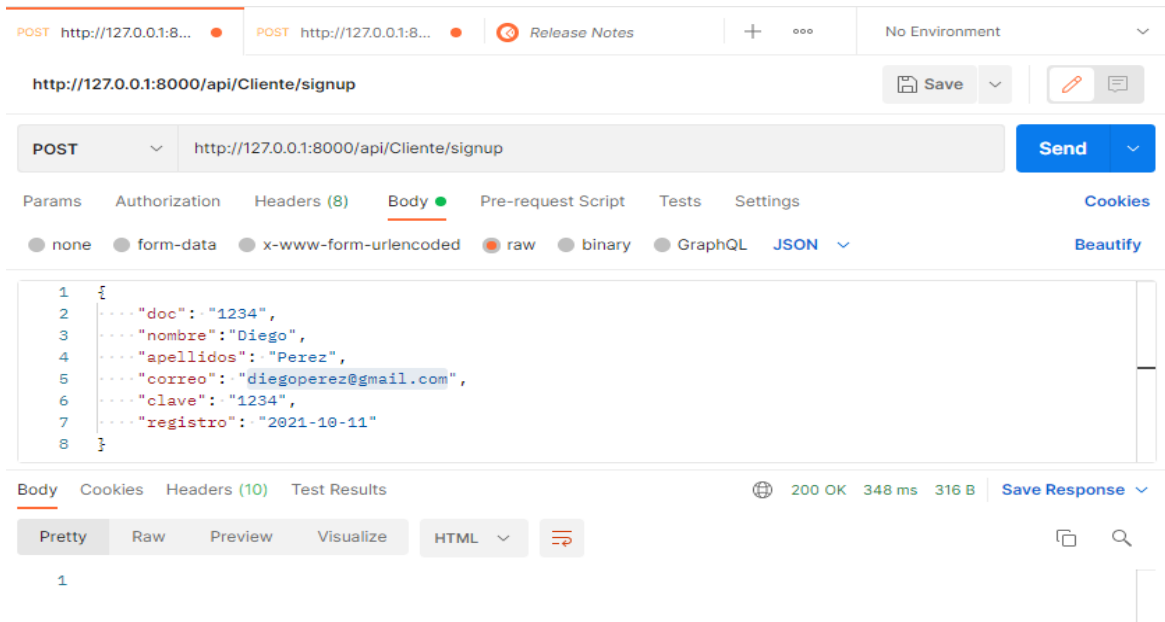 POST http://127.0.0.1:8... POST http://127.0.0.1:8... Release Notes No Environment
http://127.0.0.1:8000/api/Cliente/signup Save
POST http://127.0.0.1:8000/api/Cliente/signup Send
Params Authorization Headers (8) Body Pre-request Script Tests Settings Cookies
none form-data x-www-form-urlencoded raw binary GraphQL JSON Beautify
1 {
2 "doc": "1234",
3 "nombre":"Diego",
4 "apellidos": "Perez",
5 "correo": "diegoperez@gmail.com",
6 "clave": "1234",
7 "registro": "2021-10-11"
8 }
Body Cookies Headers (10) Test Results 200 OK 348 ms 316 B Save Response
Pretty Raw Preview Visualize HTML
1